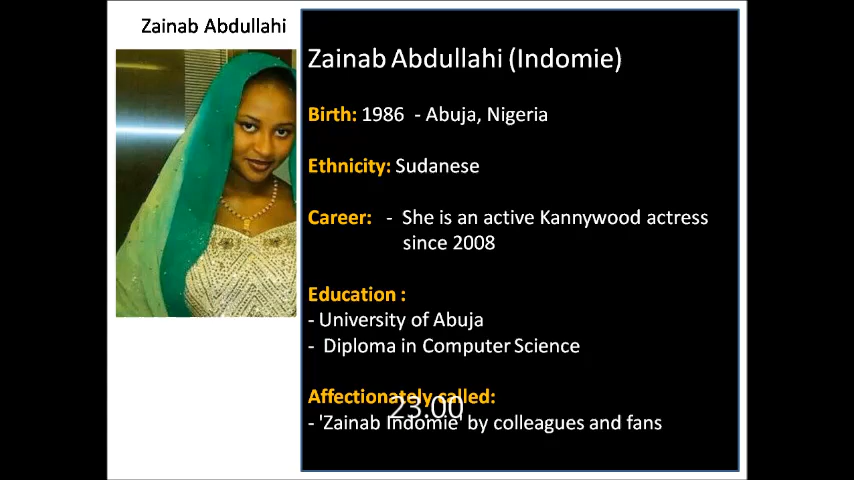 Zainab Abdullahi
Zainab Abdullahi (Indomie)
Birth: 1986 - Abuja, Nigeria
Ethnicity: Sudanese
Career: - She is an active Kannywood actress
since 2008
Education :
- University of Abuja
- Diploma in Computer Science
Affectionately called:
23:00
- 'Zainab Indomie' by colleagues and fans